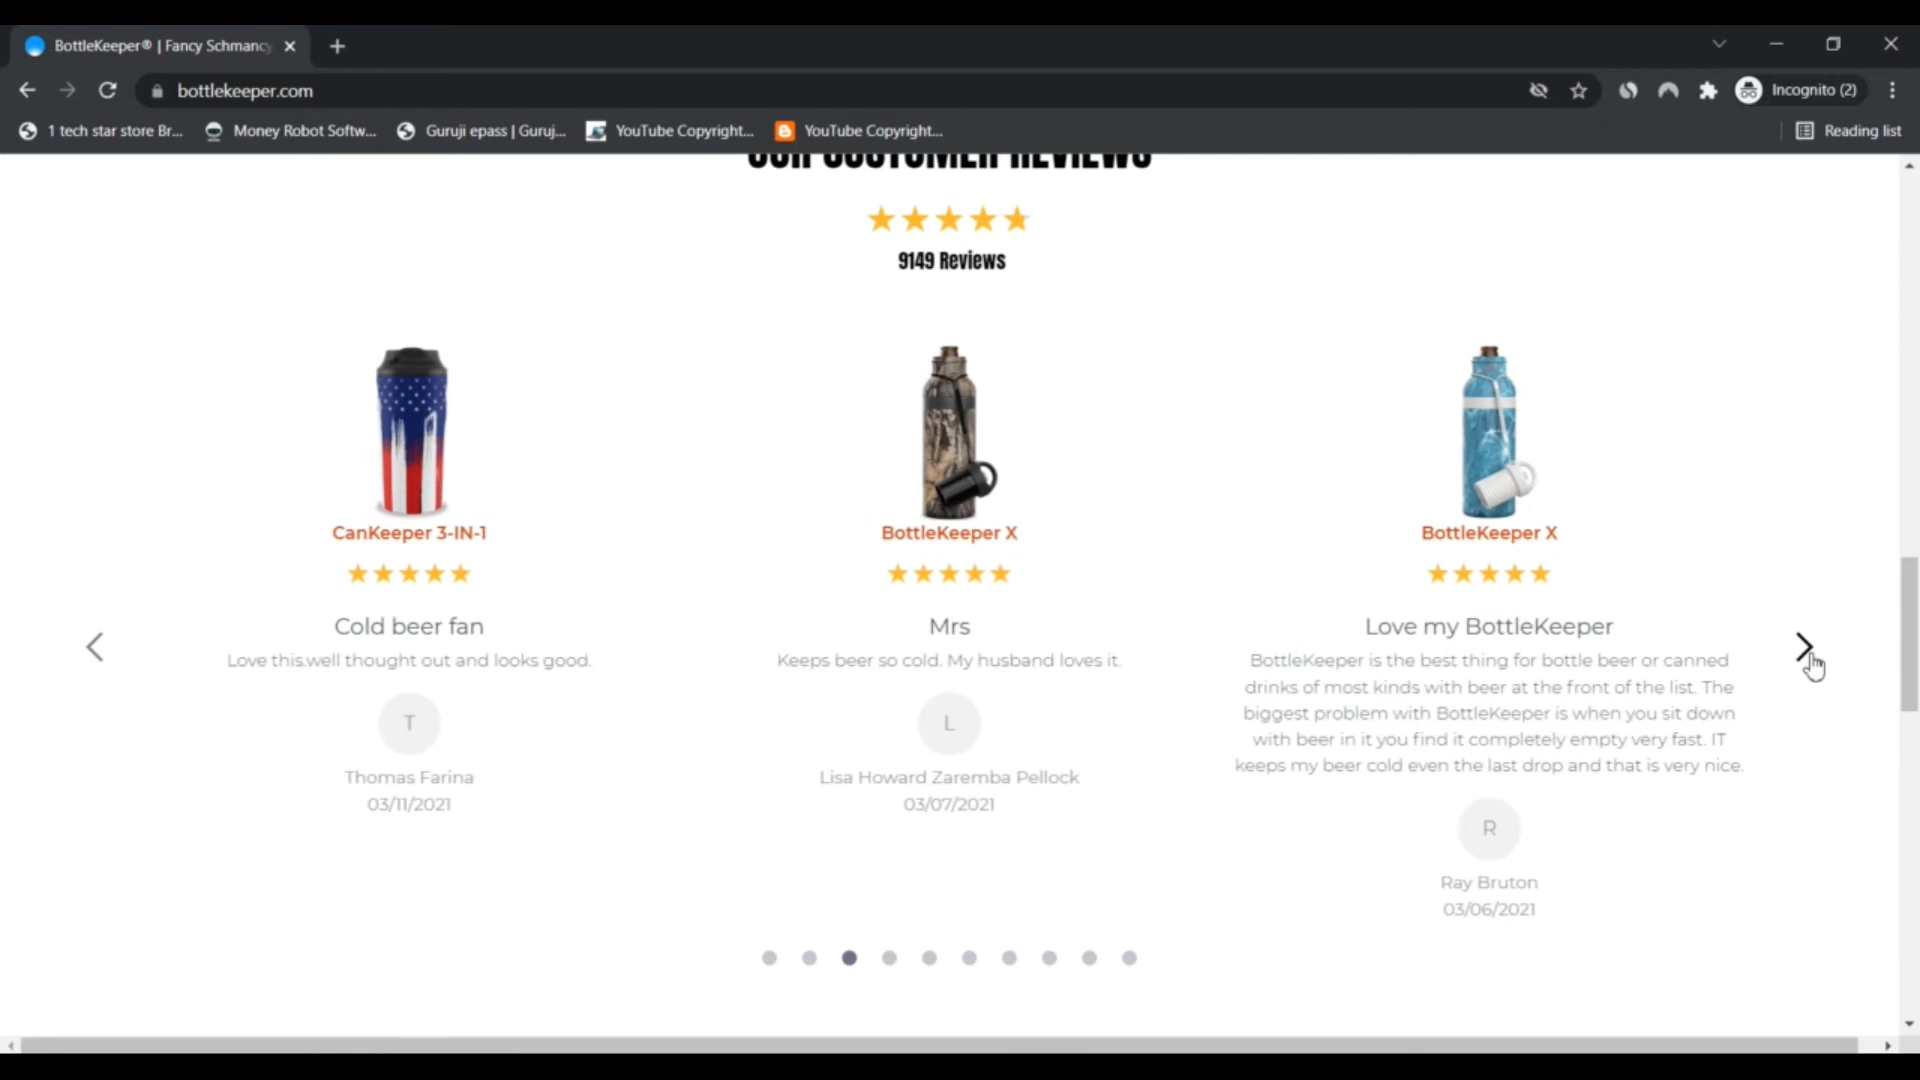 BottleKeeper® | Fancy Schmancy
bottlekeeper.com
Incognito (2)
1 tech star store Br...
Money Robot Softw...
Guruji epass | Guruj...
YouTube Copyright...
YouTube Copyright...
Reading list
OUR CUSTOMER REVIEWS
9149 Reviews
CanKeeper 3-IN-1
Cold beer fan
Love this.well thought out and looks good.
T
Thomas Farina
03/11/2021
BottleKeeper X
Mrs
Keeps beer so cold. My husband loves it.
L
Lisa Howard Zaremba Pellock
03/07/2021
BottleKeeper X
Love my BottleKeeper
BottleKeeper is the best thing for bottle beer or canned
drinks of most kinds with beer at the front of the list. The
biggest problem with BottleKeeper is when you sit down
with beer in it you find it completely empty very fast. IT
keeps my beer cold even the last drop and that is very nice.
R
Ray Bruton
03/06/2021